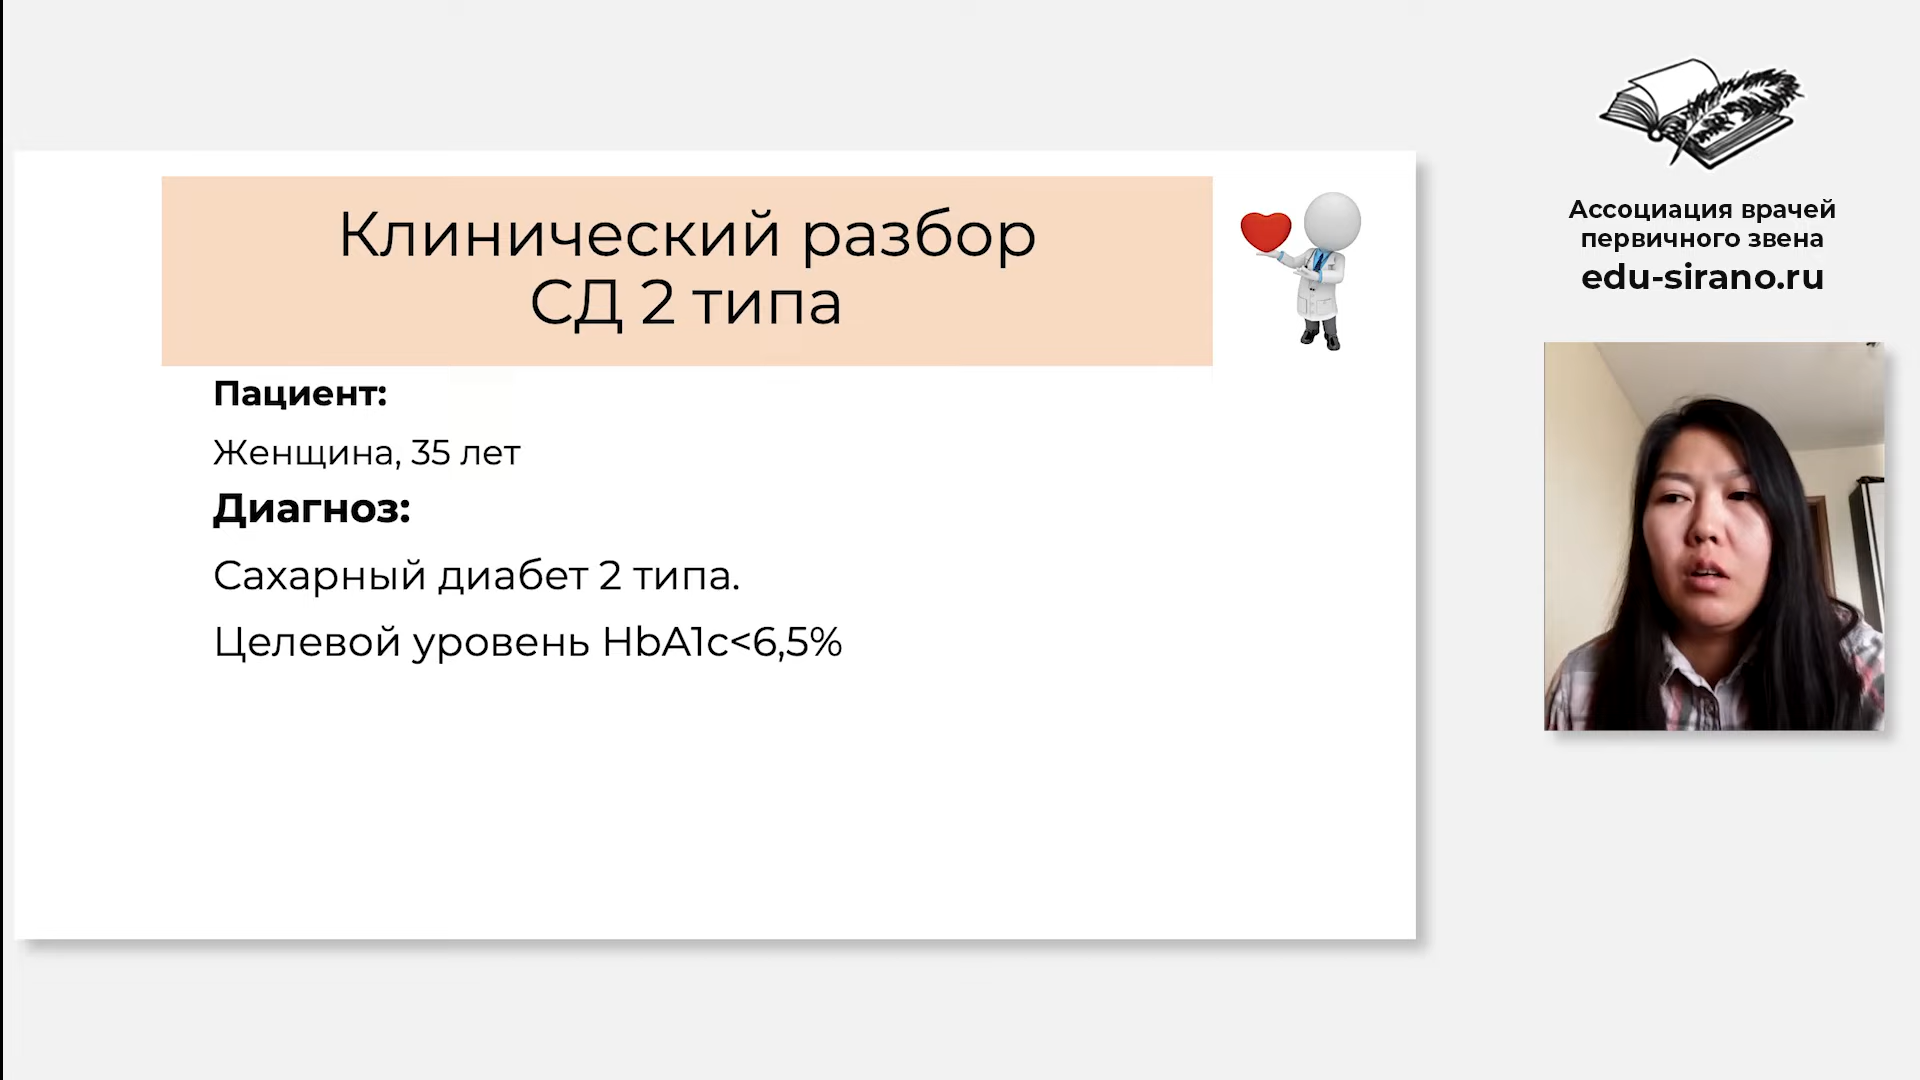 Клинический разбор
СД 2 типа
Пациент:
Женщина, 35 лет
Диагноз:
Сахарный диабет 2 типа.
Целевой уровень HbA1c<6,5%
Ассоциация врачей
первичного звена
edu-sirano.ru